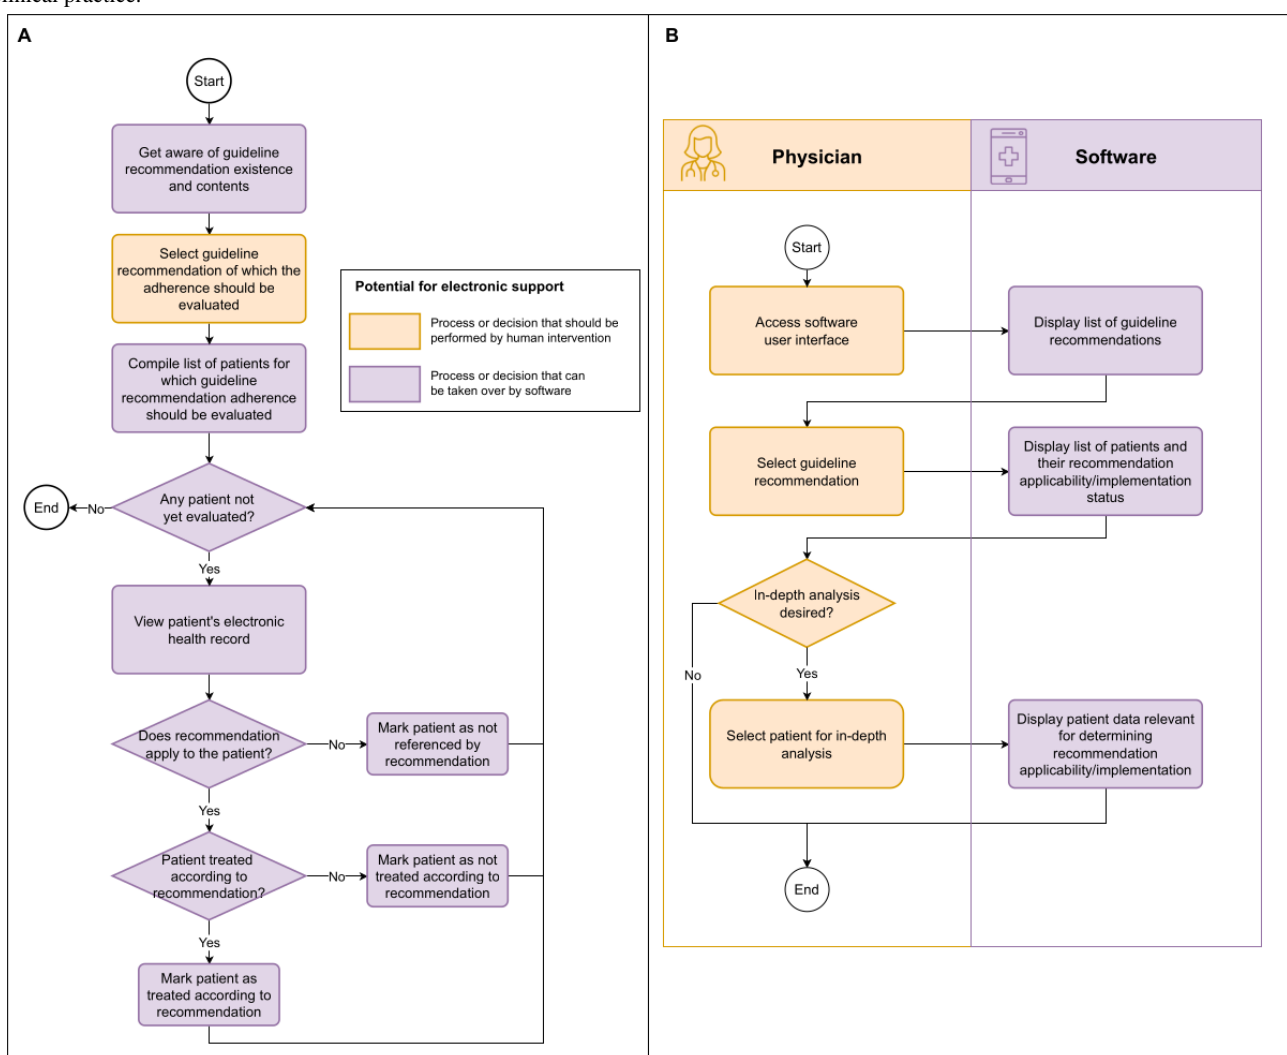 A
Start
Get aware of guideline
recommendation existence
and contents
Select guideline
recommendation of which the
adherence should be
evaluated
Compile list of patients for
which guideline
recommendation adherence
should be evaluated
Any patient not
yet evaluated?
No
End
Yes
View patient's electronic
health record
Does recommendation
apply to the patient?
No
Mark patient as not
referenced by
recommendation
Yes
Patient treated
according to
recommendation?
No
Mark patient as not
treated according to
recommendation
Yes
Mark patient as
treated according to
recommendation
Potential for electronic support
Process or decision that should be
performed by human intervention
Process or decision that can
be taken over by software
B
Physician
Software
Start
Access software
user interface
Display list of guideline
recommendations
Select guideline
recommendation
Display list of patients and
their recommendation
applicability/implementation
status
In-depth analysis
desired?
No
Yes
Select patient for in-depth
analysis
Display patient data relevant
for determining
recommendation
applicability/implementation
End